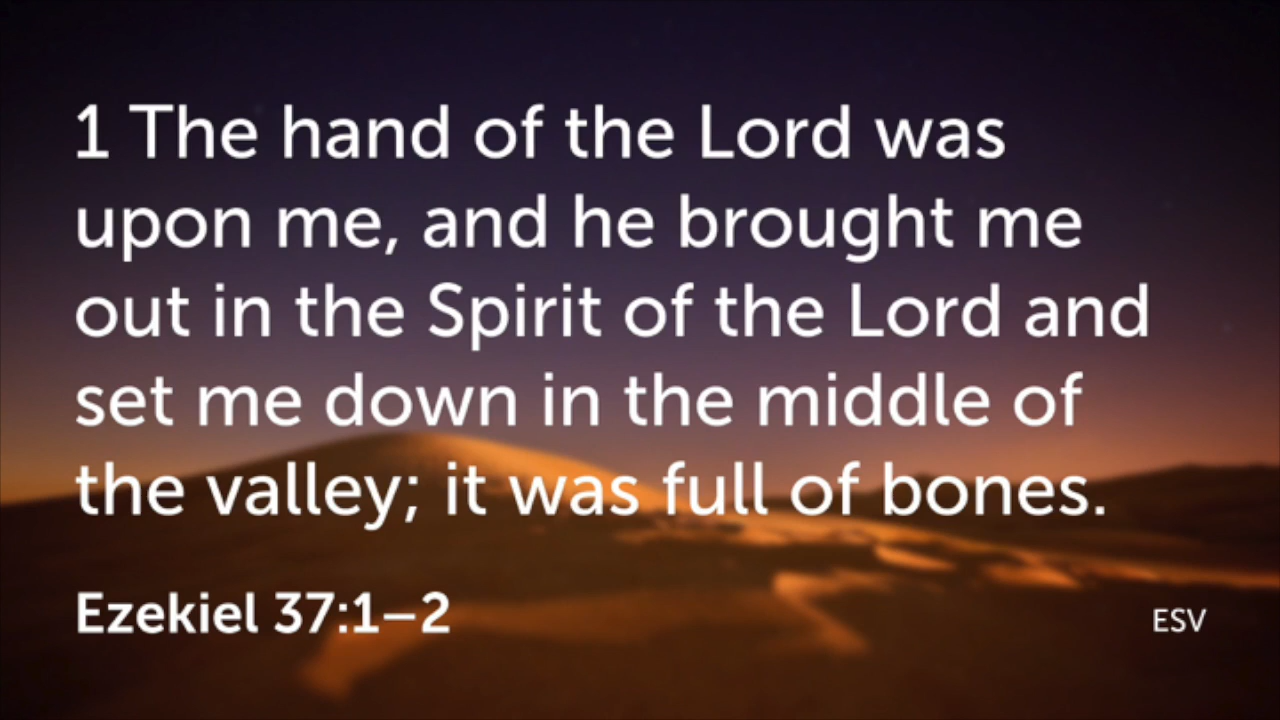 1 The hand of the Lord was
upon me, and he brought me
out in the Spirit of the Lord and
set me down in the middle of
the valley; it was full of bones.
Ezekiel 37:1–2
ESV